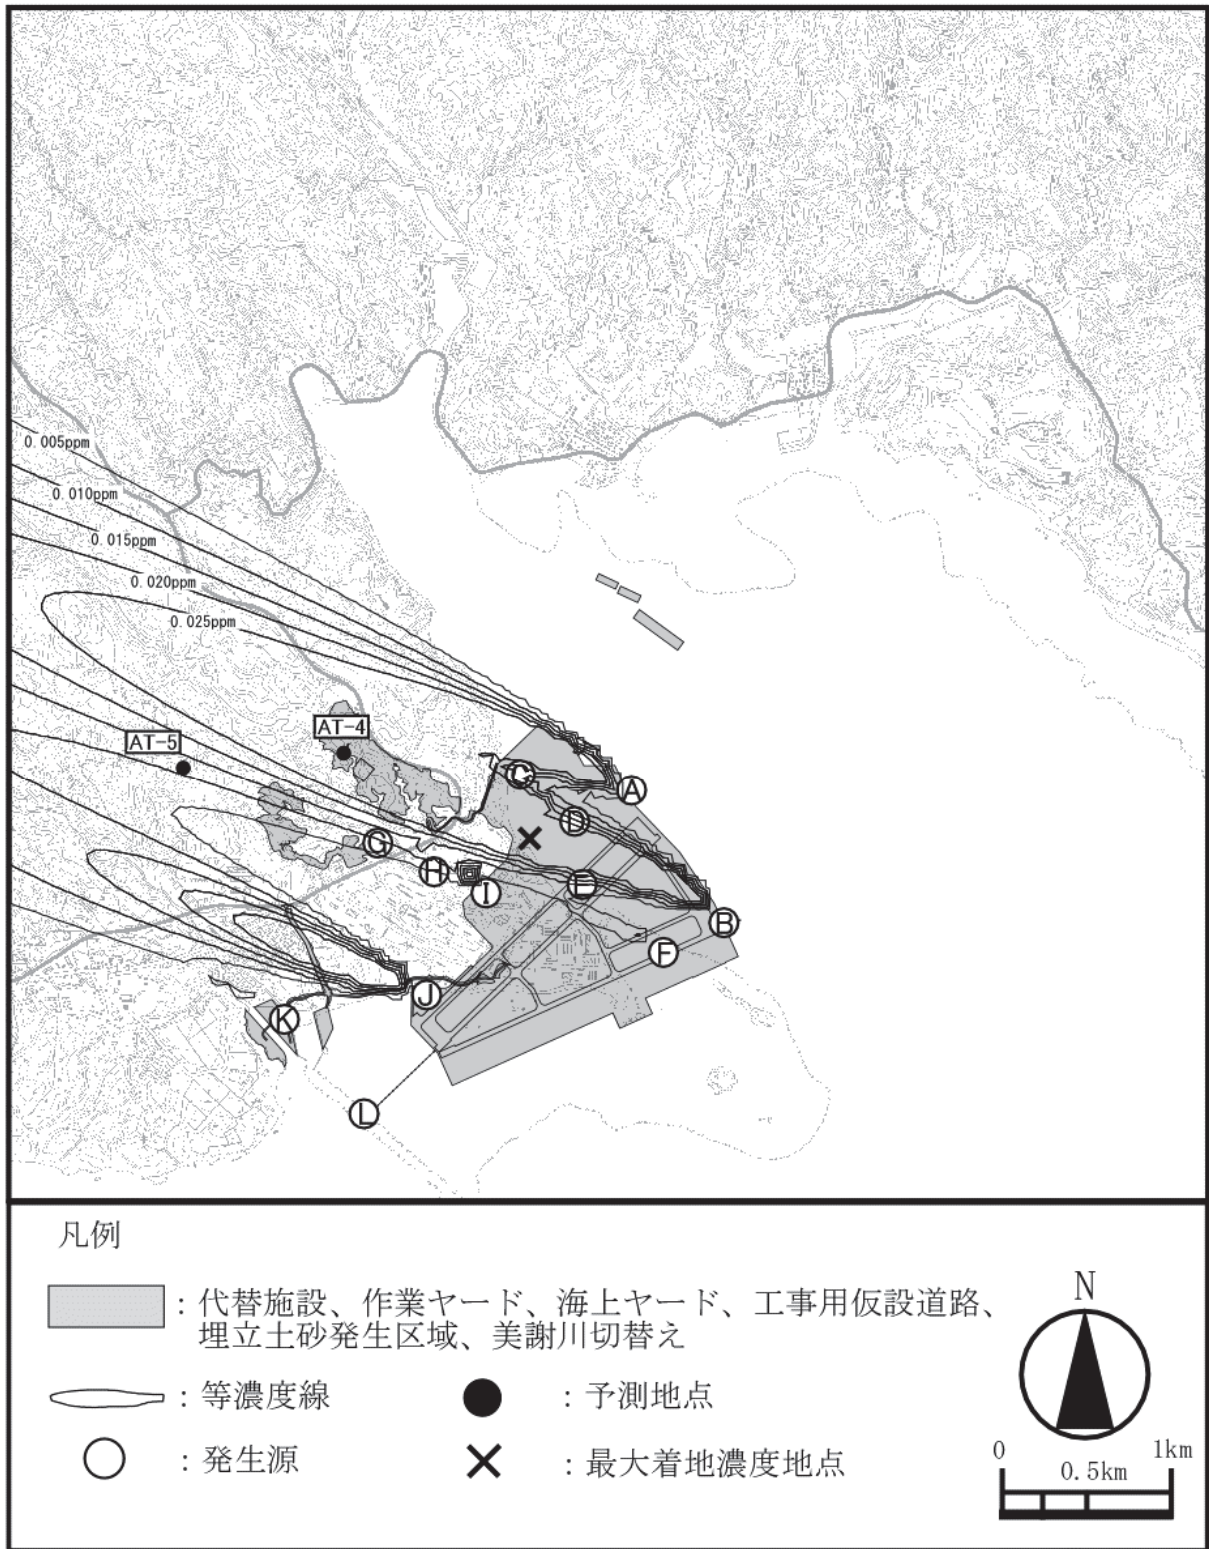 0.005ppm
0.010ppm
0.015ppm
0.020ppm
0.025ppm
AT-4
AT-5
C
A
D
G
H
I
E
B
F
J
K
L
凡例
：代替施設、作業ヤード、海上ヤード、工事用仮設道路、
埋立土砂発生区域、美謝川切替え
：等濃度線
：予測地点
：発生源
：最大着地濃度地点
N
0
0.5km
1km